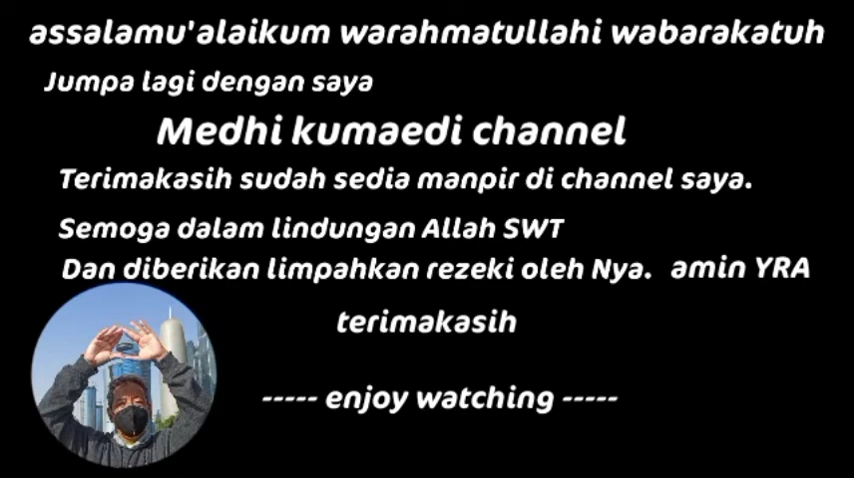 assalamu'alaikum warahmatullahi wabarakatuh
Jumpa lagi dengan saya
Medhi kumaedi channel
Terimakasih sudah sedia manpir di channel saya.
Semoga dalam lindungan Allah SWT
Dan diberikan limpahkan rezeki oleh Nya. amin YRA
terimakasih
----- enjoy watching -----